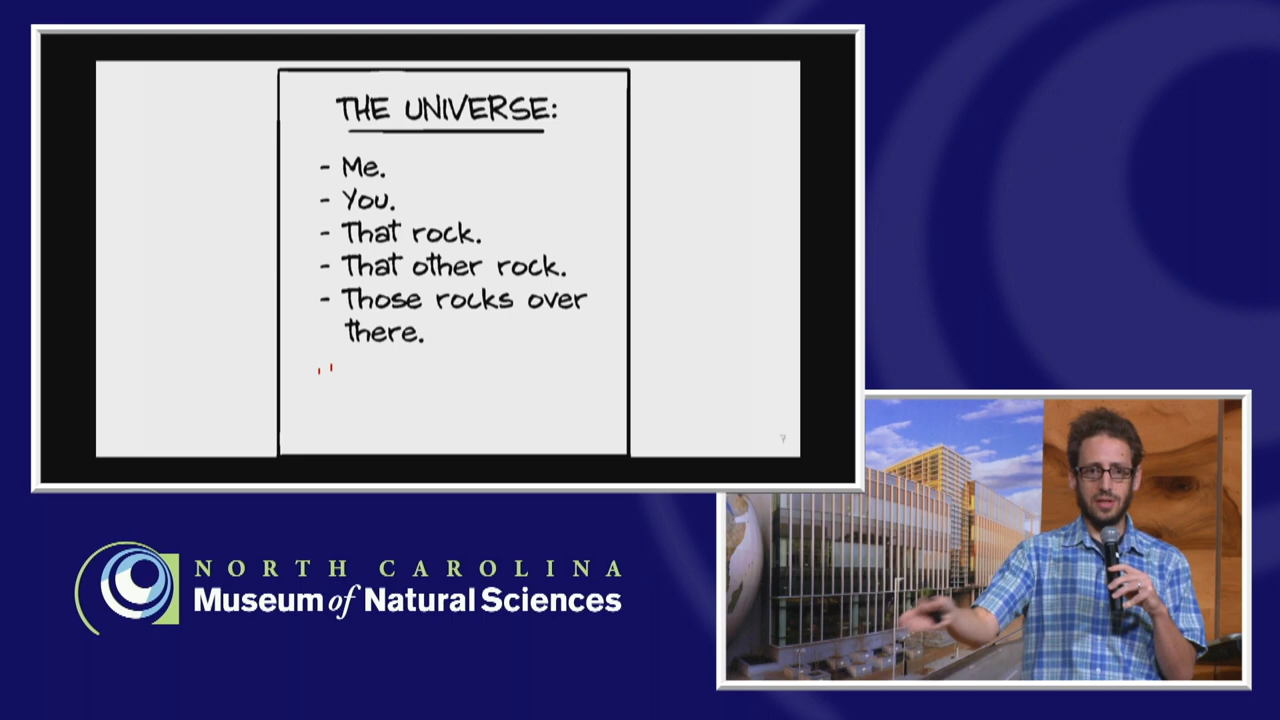 THE UNIVERSE:
- Me.
- You.
- That rock.
- That other rock.
- Those rocks over
there.
7
NORTH CAROLINA
Museum of Natural Sciences